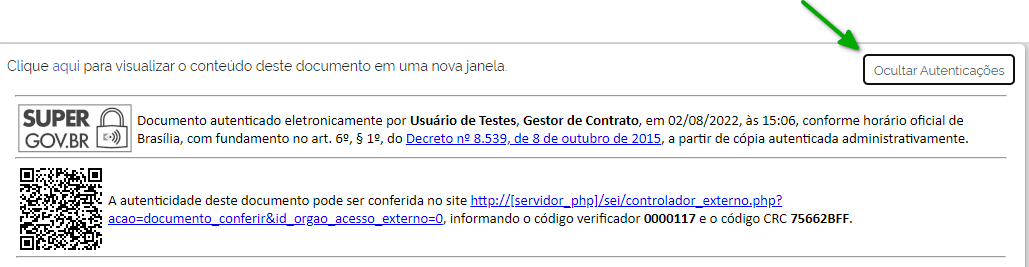 Clique aqui para visualizar o conteúdo deste documento em uma nova janela.
Ocultar Autenticações
SUPER
GOV.BR
Documento autenticado eletronicamente por Usuário de Testes, Gestor de Contrato, em 02/08/2022, às 15:06, conforme horário oficial de
Brasília, com fundamento no art. 6º, § 1º, do Decreto nº 8.539, de 8 de outubro de 2015, a partir de cópia autenticada administrativamente.
A autenticidade deste documento pode ser conferida no site http://[servidor_php]/sei/controlador_externo.php?
acao=documento_conferir&id_orgao_acesso_externo=0, informando o código verificador 0000117 e o código CRC 75662BFF.